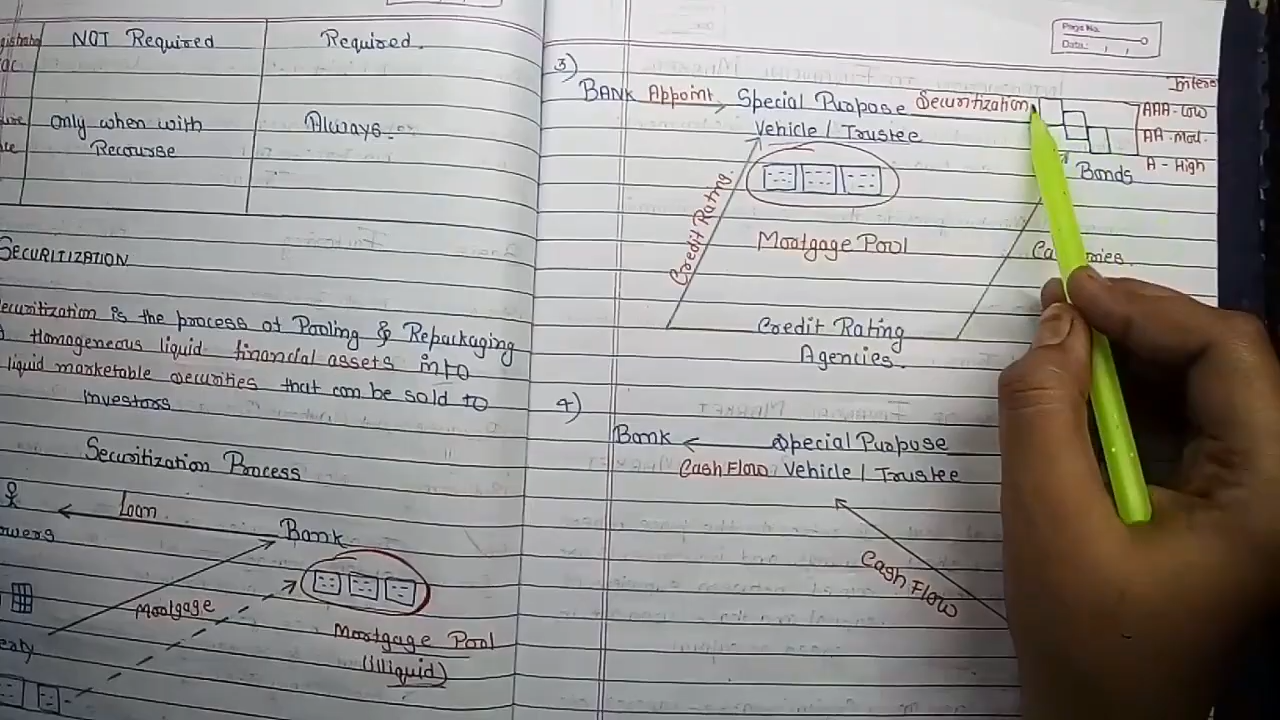 NOT Required
Required.
only when with
Recourse
Always.
SECURITIZATION
Securitization is the process of Pooling & Repackaging
Homogeneous liquid financial assets into
liquid marketable securities that can be sold to
investors
Securitization Process
Loan
Bank
Mortgage
Mortgage Pool
(illiquid)
Page No.
Date:
3)
BANK Appoint Special Purpose Securitization
Vehicle / Trustee
AAA - Low
AA - Mod.
A - High
Bonds
Credit Rating
Mortgage Pool
Credit Rating
Agencies.
4)
Bank Special Purpose
Cash Flow Vehicle / Trustee
Cash Flow